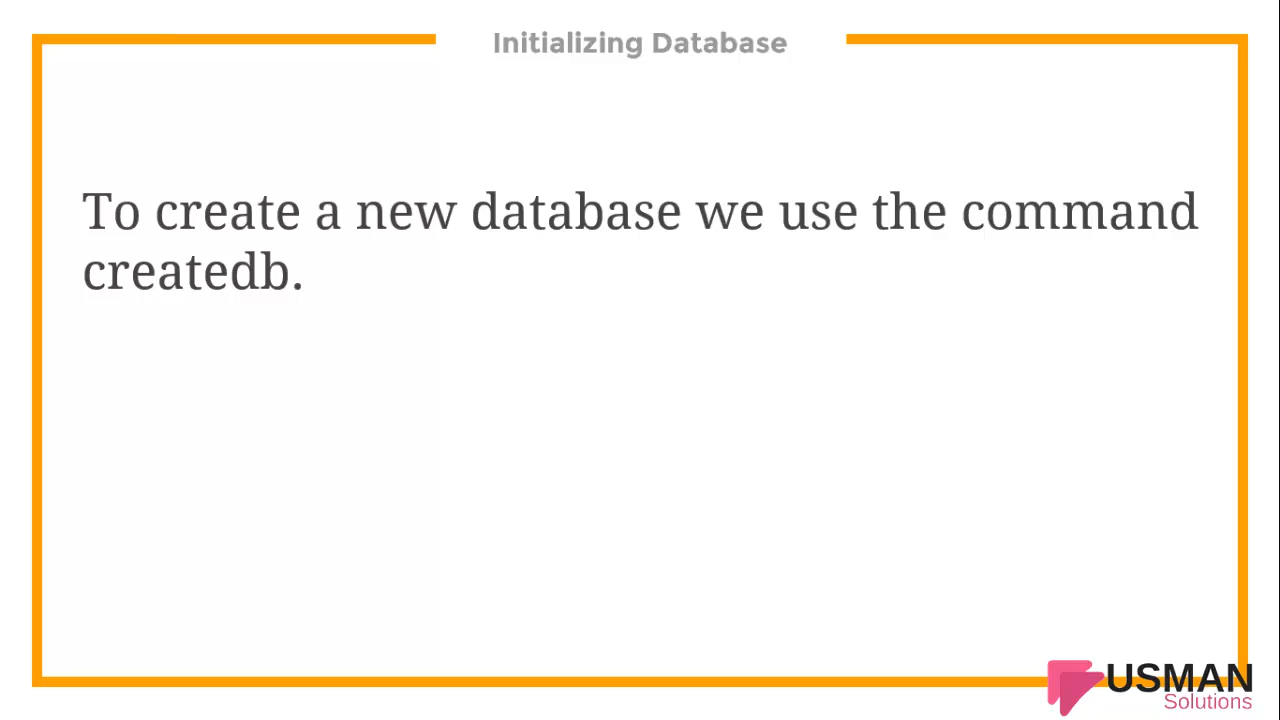 Initializing Database
To create a new database we use the command
createdb.
USMAN
Solutions